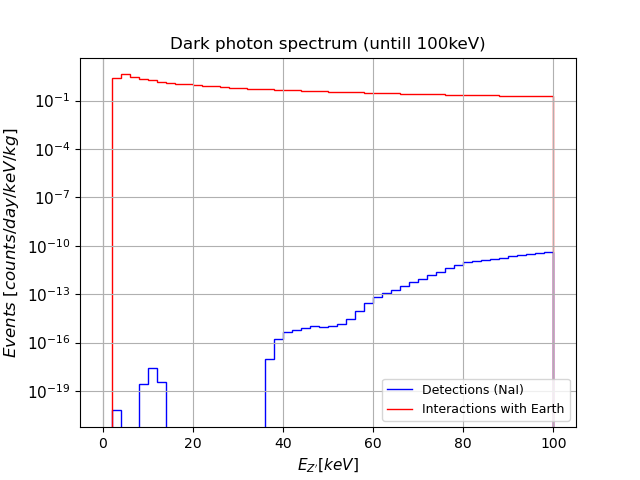 Dark photon spectrum (untill 100keV)
Events [counts/day/keV/kg]
10⁻¹
10⁻⁴
10⁻⁷
10⁻¹⁰
10⁻¹³
10⁻¹⁶
10⁻¹⁹
Detections (NaI)
Interactions with Earth
0 20 40 60 80 100
E_{Z'}[keV]